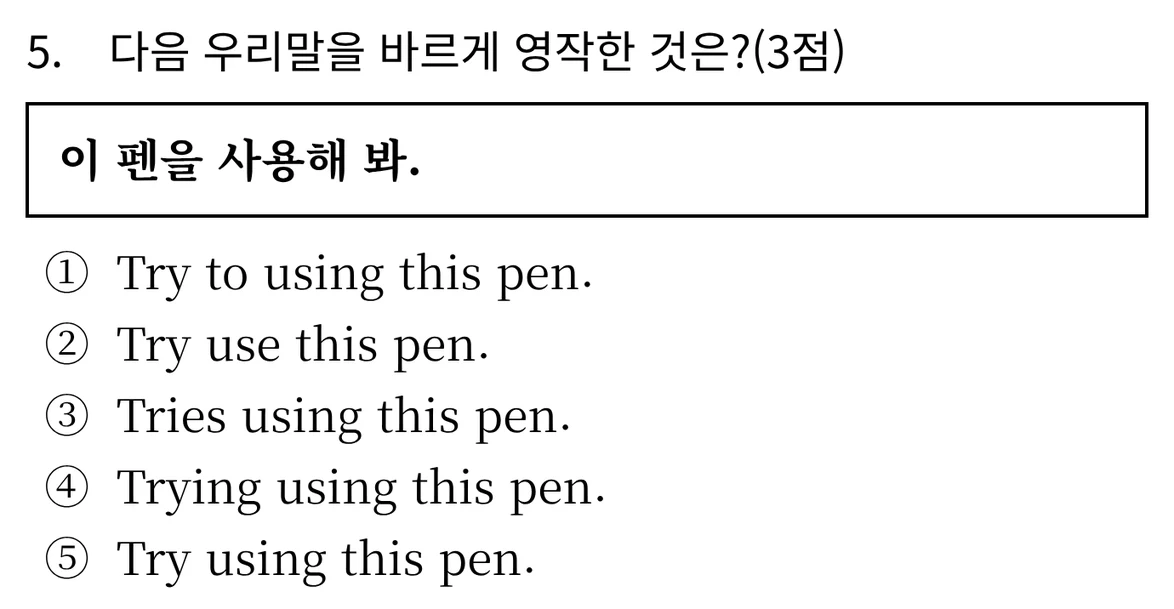 5. 다음 우리말을 바르게 영작한 것은?(3점)
이 펜을 사용해 봐.
① Try to using this pen.
② Try use this pen.
③ Tries using this pen.
④ Trying using this pen.
⑤ Try using this pen.